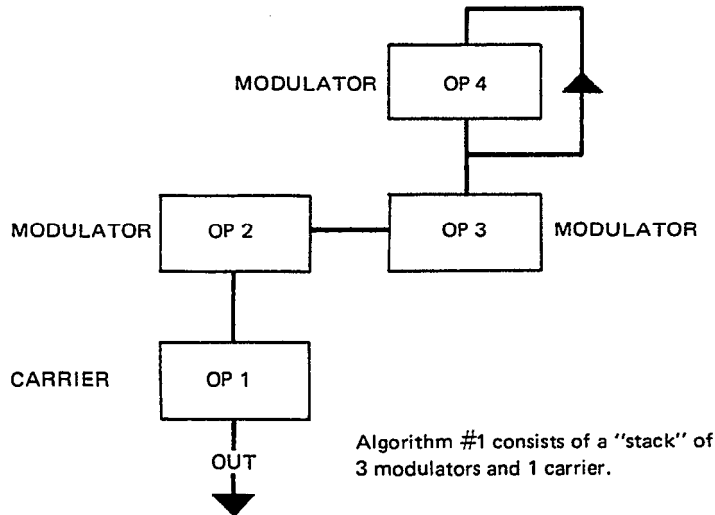 MODULATOR
OP 4
MODULATOR
OP 2
OP 3
MODULATOR
CARRIER
OP 1
OUT
Algorithm #1 consists of a "stack" of
3 modulators and 1 carrier.